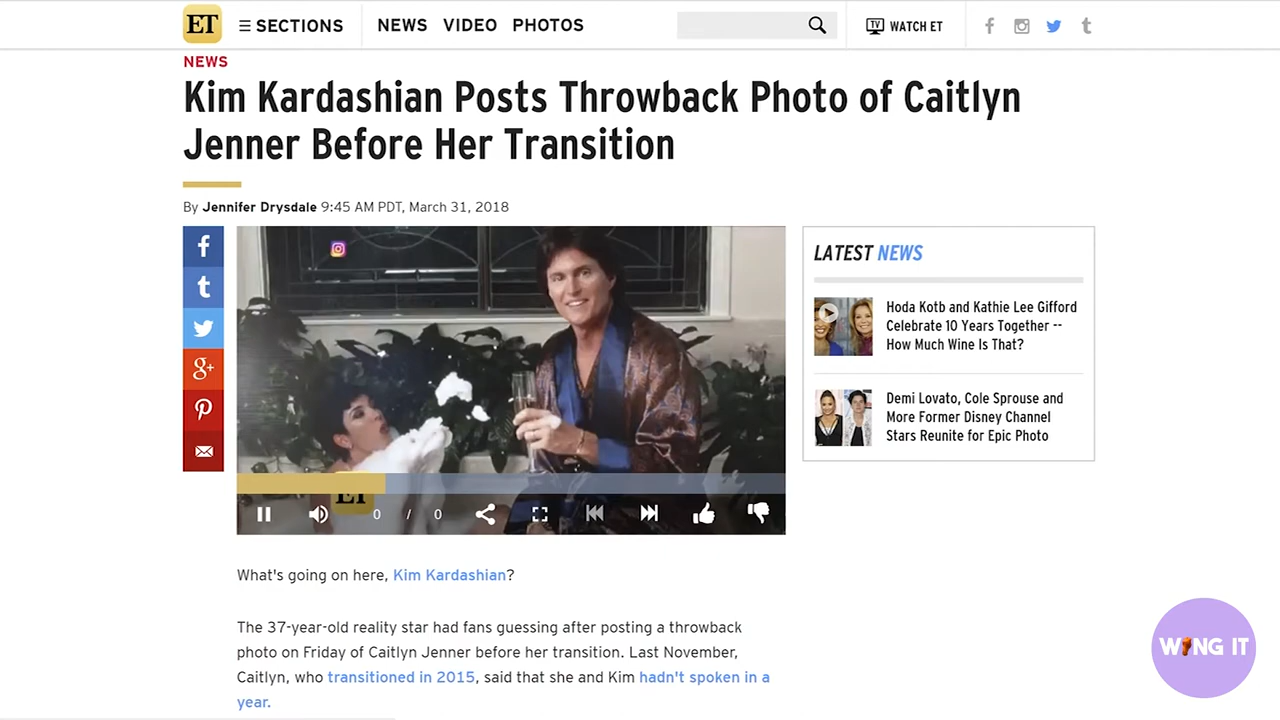 ET
☰ SECTIONS
NEWS VIDEO PHOTOS
TV WATCH ET
NEWS
Kim Kardashian Posts Throwback Photo of Caitlyn
Jenner Before Her Transition
By Jennifer Drysdale 9:45 AM PDT, March 31, 2018
ET
0 / 0
LATEST NEWS
Hoda Kotb and Kathie Lee Gifford
Celebrate 10 Years Together --
How Much Wine Is That?
Demi Lovato, Cole Sprouse and
More Former Disney Channel
Stars Reunite for Epic Photo
What's going on here, Kim Kardashian?
The 37-year-old reality star had fans guessing after posting a throwback
photo on Friday of Caitlyn Jenner before her transition. Last November,
Caitlyn, who transitioned in 2015, said that she and Kim hadn't spoken in a
year.
WING IT